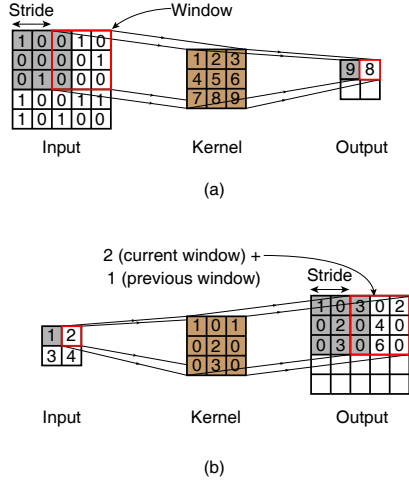 Stride
Window
1 0 0 1 0
0 0 0 0 1
0 1 0 0 0
1 0 0 1 1
1 0 1 0 0
1 2 3
4 5 6
7 8 9
9 8
Input
Kernel
Output
(a)
2 (current window) +
1 (previous window)
Stride
1 0 3 0 2
0 2 0 4 0
0 3 0 6 0
1 2
3 4
1 0 1
0 2 0
0 3 0
Input
Kernel
Output
(b)